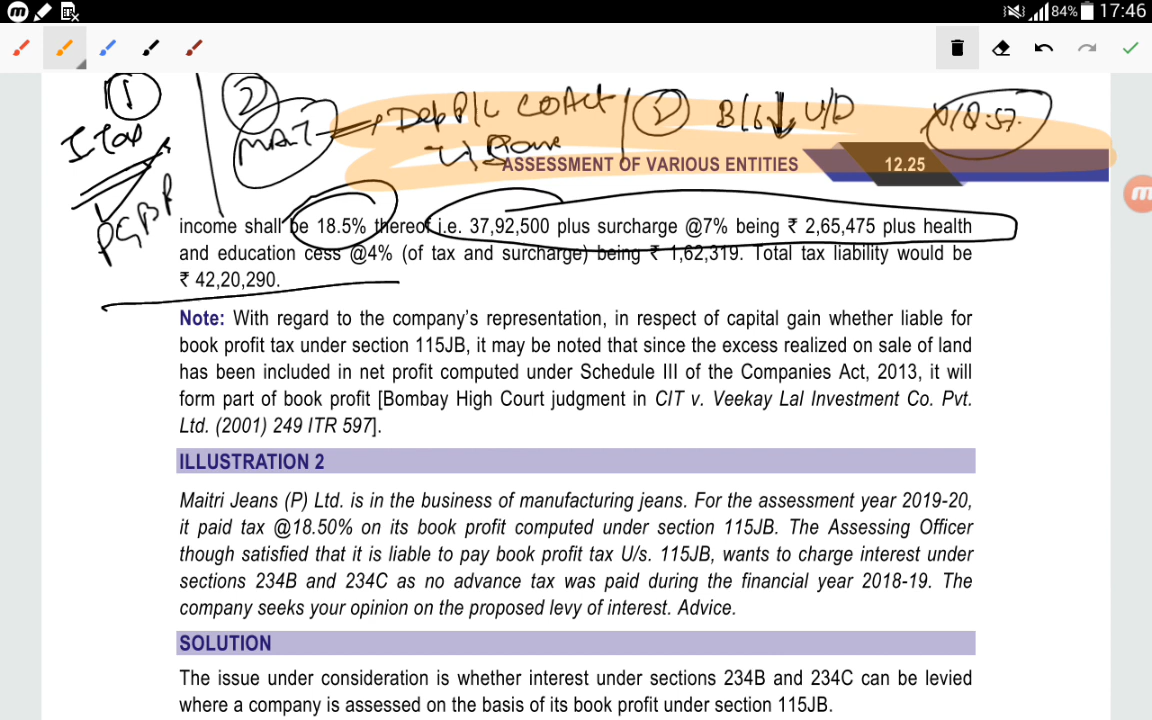 84% 17:46
1
2
I Tax
MAT → Dep P/L CO Act
2 B/L ↓ U/D
ASSESSMENT OF VARIOUS ENTITIES 12.25
PGBP
income shall be 18.5% thereof i.e. 37,92,500 plus surcharge @7% being ₹ 2,65,475 plus health
and education cess @4% (of tax and surcharge) being ₹ 1,62,319. Total tax liability would be
₹ 42,20,290.
Note: With regard to the company's representation, in respect of capital gain whether liable for
book profit tax under section 115JB, it may be noted that since the excess realized on sale of land
has been included in net profit computed under Schedule III of the Companies Act, 2013, it will
form part of book profit [Bombay High Court judgment in CIT v. Veekay Lal Investment Co. Pvt.
Ltd. (2001) 249 ITR 597].
ILLUSTRATION 2
Maitri Jeans (P) Ltd. is in the business of manufacturing jeans. For the assessment year 2019-20,
it paid tax @18.50% on its book profit computed under section 115JB. The Assessing Officer
though satisfied that it is liable to pay book profit tax U/s. 115JB, wants to charge interest under
sections 234B and 234C as no advance tax was paid during the financial year 2018-19. The
company seeks your opinion on the proposed levy of interest. Advice.
SOLUTION
The issue under consideration is whether interest under sections 234B and 234C can be levied
where a company is assessed on the basis of its book profit under section 115JB.